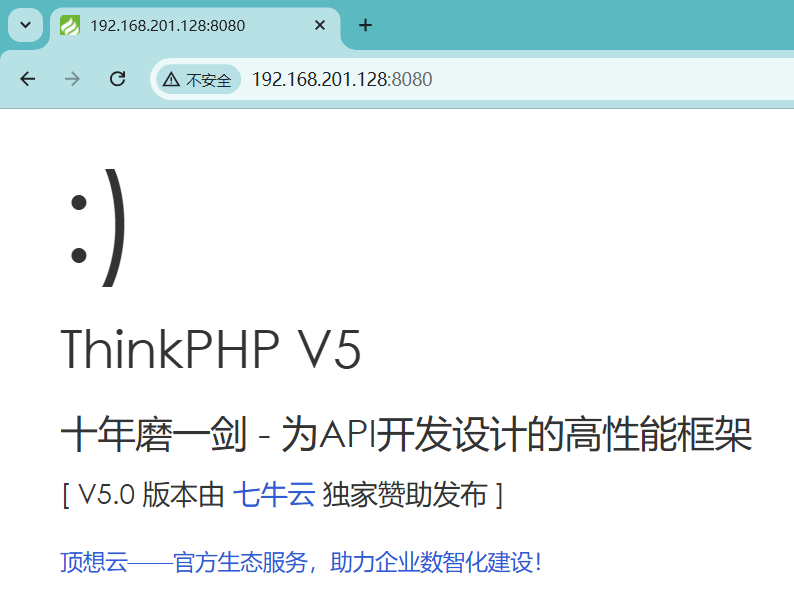 192.168.201.128:8080
不安全 192.168.201.128:8080
:)
ThinkPHP V5
十年磨一剑 - 为API开发设计的高性能框架
[ V5.0 版本由 七牛云 独家赞助发布 ]
顶想云——官方生态服务，助力企业数智化建设！